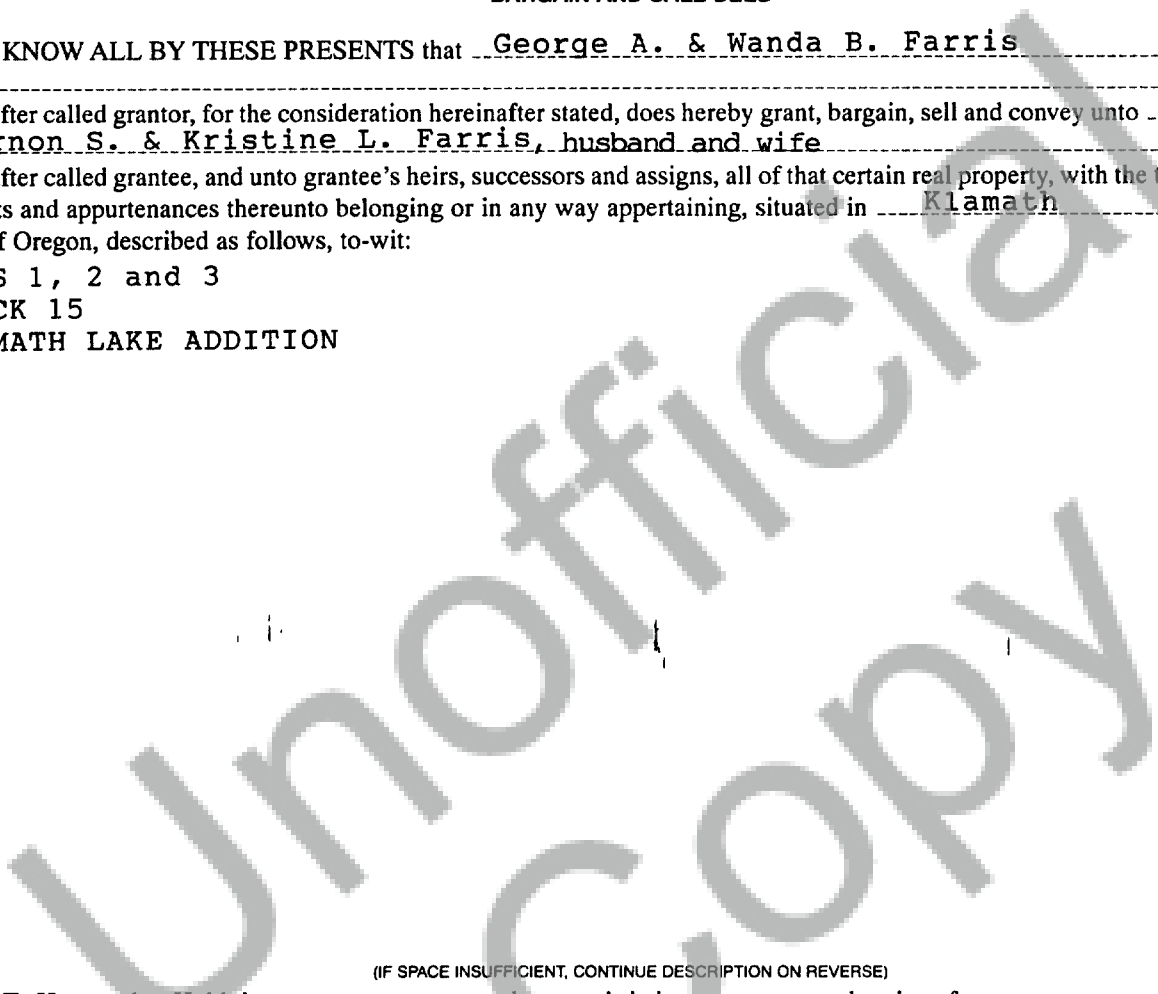 KNOW ALL BY THESE PRESENTS that George A. & Wanda B. Farris
fter called grantor, for the consideration hereinafter stated, does hereby grant, bargain, sell and convey unto
rnon S. & Kristine L. Farris, husband and wife
fter called grantee, and unto grantee's heirs, successors and assigns, all of that certain real property, with the t
s and appurtenances thereunto belonging or in any way appertaining, situated in Klamath
f Oregon, described as follows, to-wit:
S 1, 2 and 3
CK 15
MATH LAKE ADDITION
Unofficial
Copy
(IF SPACE INSUFFICIENT, CONTINUE DESCRIPTION ON REVERSE)